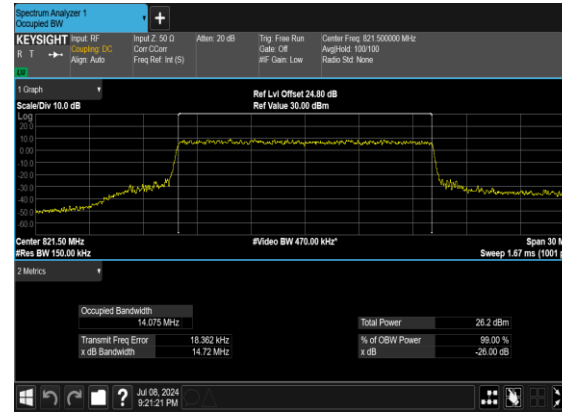 Spectrum Analyzer 1
Occupied BW
+
KEYSIGHT Input: RF Input Z: 50 Ω Atten: 20 dB Trig: Free Run Center Freq: 821.500000 MHz
R T Coupling: DC Corr CCorr Gate: Off Avg|Hold: 100/100
Align: Auto Freq Ref: Int (S) #IF Gain: Low Radio Std: None
LNI
1 Graph
Ref Lvl Offset 24.80 dB
Scale/Div 10.0 dB Ref Value 30.00 dBm
Log
20.0
10.0
0.00
-10.0
-20.0
-30.0
-40.0
-50.0
-60.0
Center 821.50 MHz #Video BW 470.00 kHz* Span 30 M
#Res BW 150.00 kHz Sweep 1.67 ms (1001 p
2 Metrics
Occupied Bandwidth
14.075 MHz Total Power 26.2 dBm
Transmit Freq Error 18.362 kHz % of OBW Power 99.00 %
x dB Bandwidth 14.72 MHz x dB -26.00 dB
?
Jul 08, 2024
9:21:21 PM